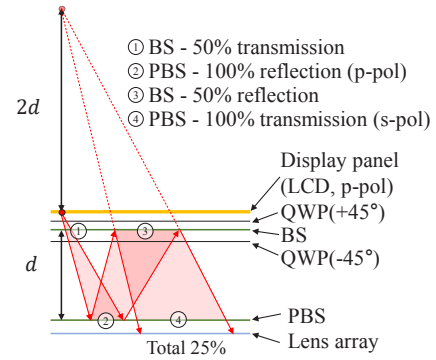 ① BS - 50% transmission
② PBS - 100% reflection (p-pol)
③ BS - 50% reflection
④ PBS - 100% transmission (s-pol)
2d
Display panel
(LCD, p-pol)
QWP(+45°)
①
③
BS
QWP(-45°)
d
PBS
②
④
Lens array
Total 25%